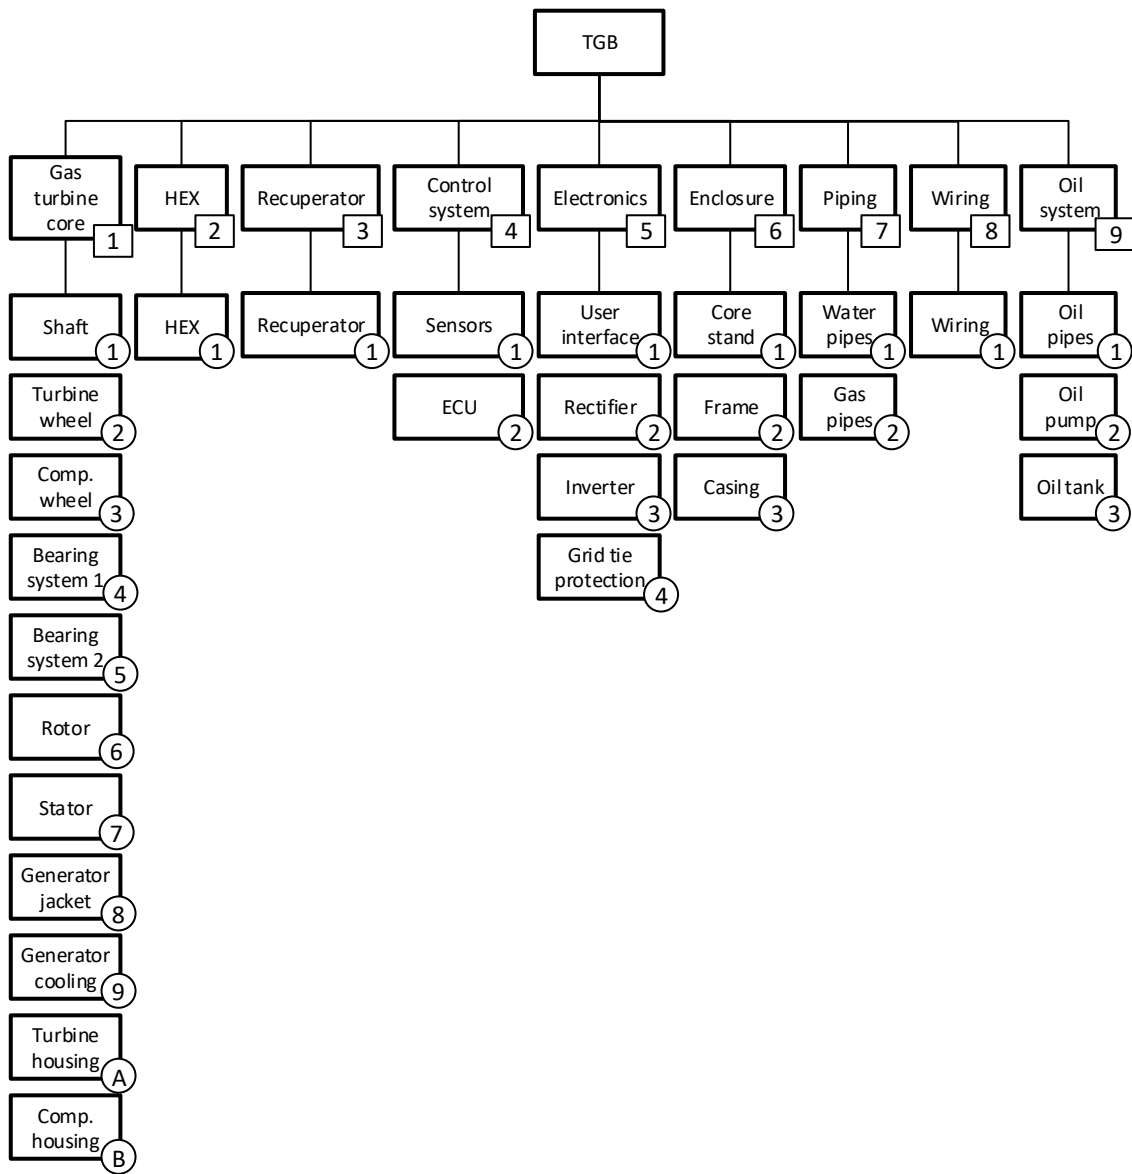 TGB
Gas
turbine
core
1
HEX
2
Recuperator
3
Control
system
4
Electronics
5
Enclosure
6
Piping
7
Wiring
8
Oil
system
9
Shaft
1
HEX
1
Recuperator
1
Sensors
1
User
interface
1
Core
stand
1
Water
pipes
1
Wiring
1
Oil
pipes
1
Turbine
wheel
2
ECU
2
Rectifier
2
Frame
2
Gas
pipes
2
Oil
pump
2
Comp.
wheel
3
Inverter
3
Casing
3
Oil tank
3
Bearing
system 1
4
Grid tie
protection
4
Bearing
system 2
5
Rotor
6
Stator
7
Generator
jacket
8
Generator
cooling
9
Turbine
housing
A
Comp.
housing
B